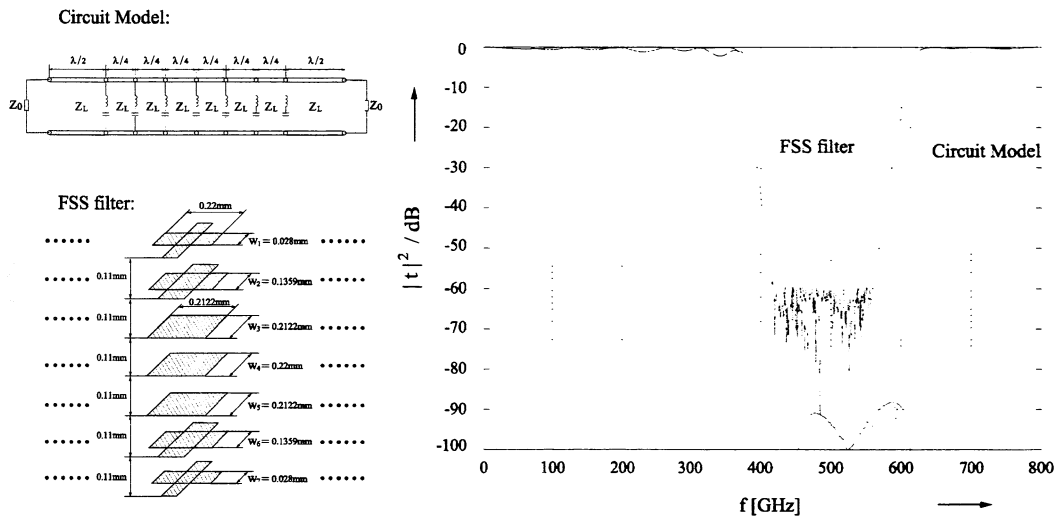 Circuit Model:
λ/2 λ/4 λ/4 λ/4 λ/4 λ/4 λ/4 λ/2
Z0 ZL ZL ZL ZL ZL ZL ZL ZL Z0
FSS filter:
0.22mm
W1 = 0.028mm
0.11mm
W2 = 0.1359mm
0.2122mm
0.11mm
W3 = 0.2122mm
0.11mm
W4 = 0.22mm
0.11mm
W5 = 0.2122mm
0.11mm
W6 = 0.1359mm
0.11mm
W7 = 0.028mm
|t|² / dB
0
-10
-20
-30
-40
-50
-60
-70
-80
-90
-100
FSS filter
Circuit Model
0 100 200 300 400 500 600 700 800
f [GHz]